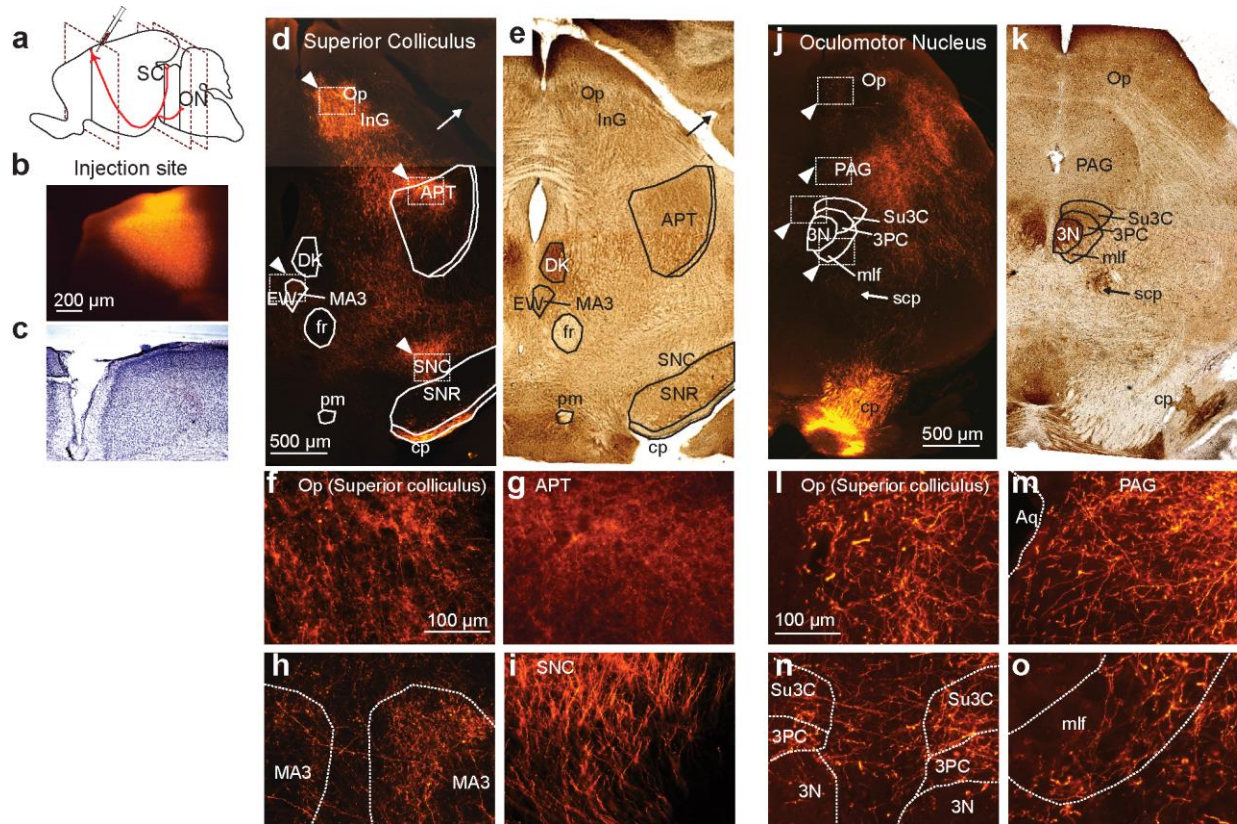 a
SC
ON
b
Injection site
200 µm
c
d Superior Colliculus
Op
InG
APT
DK
EW
MA3
fr
SNC
SNR
pm
500 µm
cp
e
Op
InG
APT
DK
EW
MA3
fr
SNC
SNR
pm
cp
f Op (Superior colliculus)
100 µm
g APT
h
MA3
MA3
i SNC
j Oculomotor Nucleus
Op
PAG
Su3C
3N
3PC
mlf
scp
cp
500 µm
k
Op
PAG
Su3C
3N
3PC
mlf
scp
cp
l Op (Superior colliculus)
100 µm
m PAG
Aq
n
Su3C
Su3C
3PC
3PC
3N
3N
o
mlf